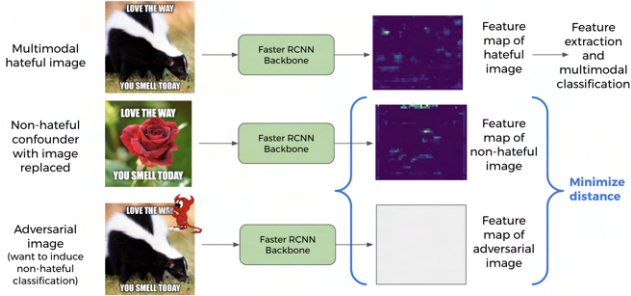 Multimodal
hateful image
LOVE THE WAY
YOU SMELL TODAY
Faster RCNN
Backbone
Feature
map of
hateful
image
Feature
extraction
and
multimodal
classification
Non-hateful
confounder
with image
replaced
LOVE THE WAY
YOU SMELL TODAY
Faster RCNN
Backbone
Feature
map of
non-hateful
image
Minimize
distance
Adversarial
image
(want to induce
non-hateful
classification)
LOVE THE WAY
YOU SMELL TODAY
Faster RCNN
Backbone
Feature
map of
adversarial
image